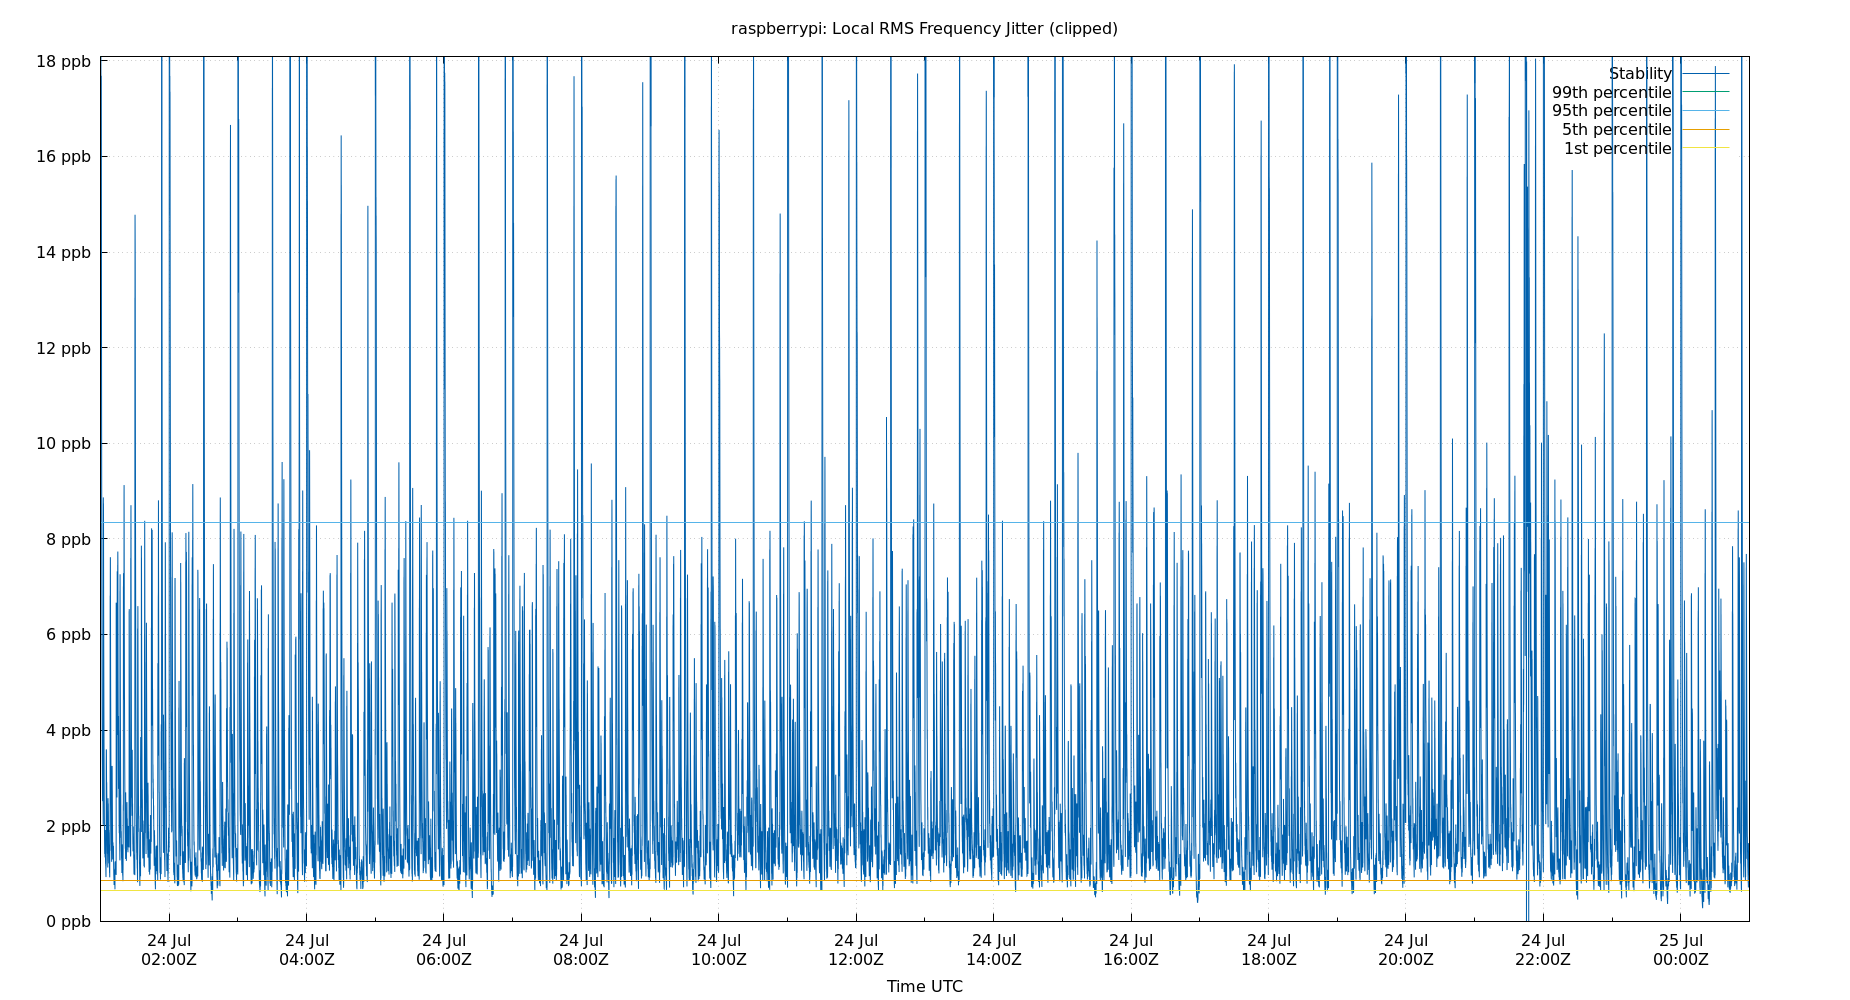 raspberrypi: Local RMS Frequency Jitter (clipped)
18 ppb
16 ppb
14 ppb
12 ppb
10 ppb
8 ppb
6 ppb
4 ppb
2 ppb
0 ppb
Stability
99th percentile
95th percentile
5th percentile
1st percentile
24 Jul 24 Jul 24 Jul 24 Jul 24 Jul 24 Jul 24 Jul 24 Jul 24 Jul 24 Jul 24 Jul 25 Jul
02:00Z 04:00Z 06:00Z 08:00Z 10:00Z 12:00Z 14:00Z 16:00Z 18:00Z 20:00Z 22:00Z 00:00Z
Time UTC